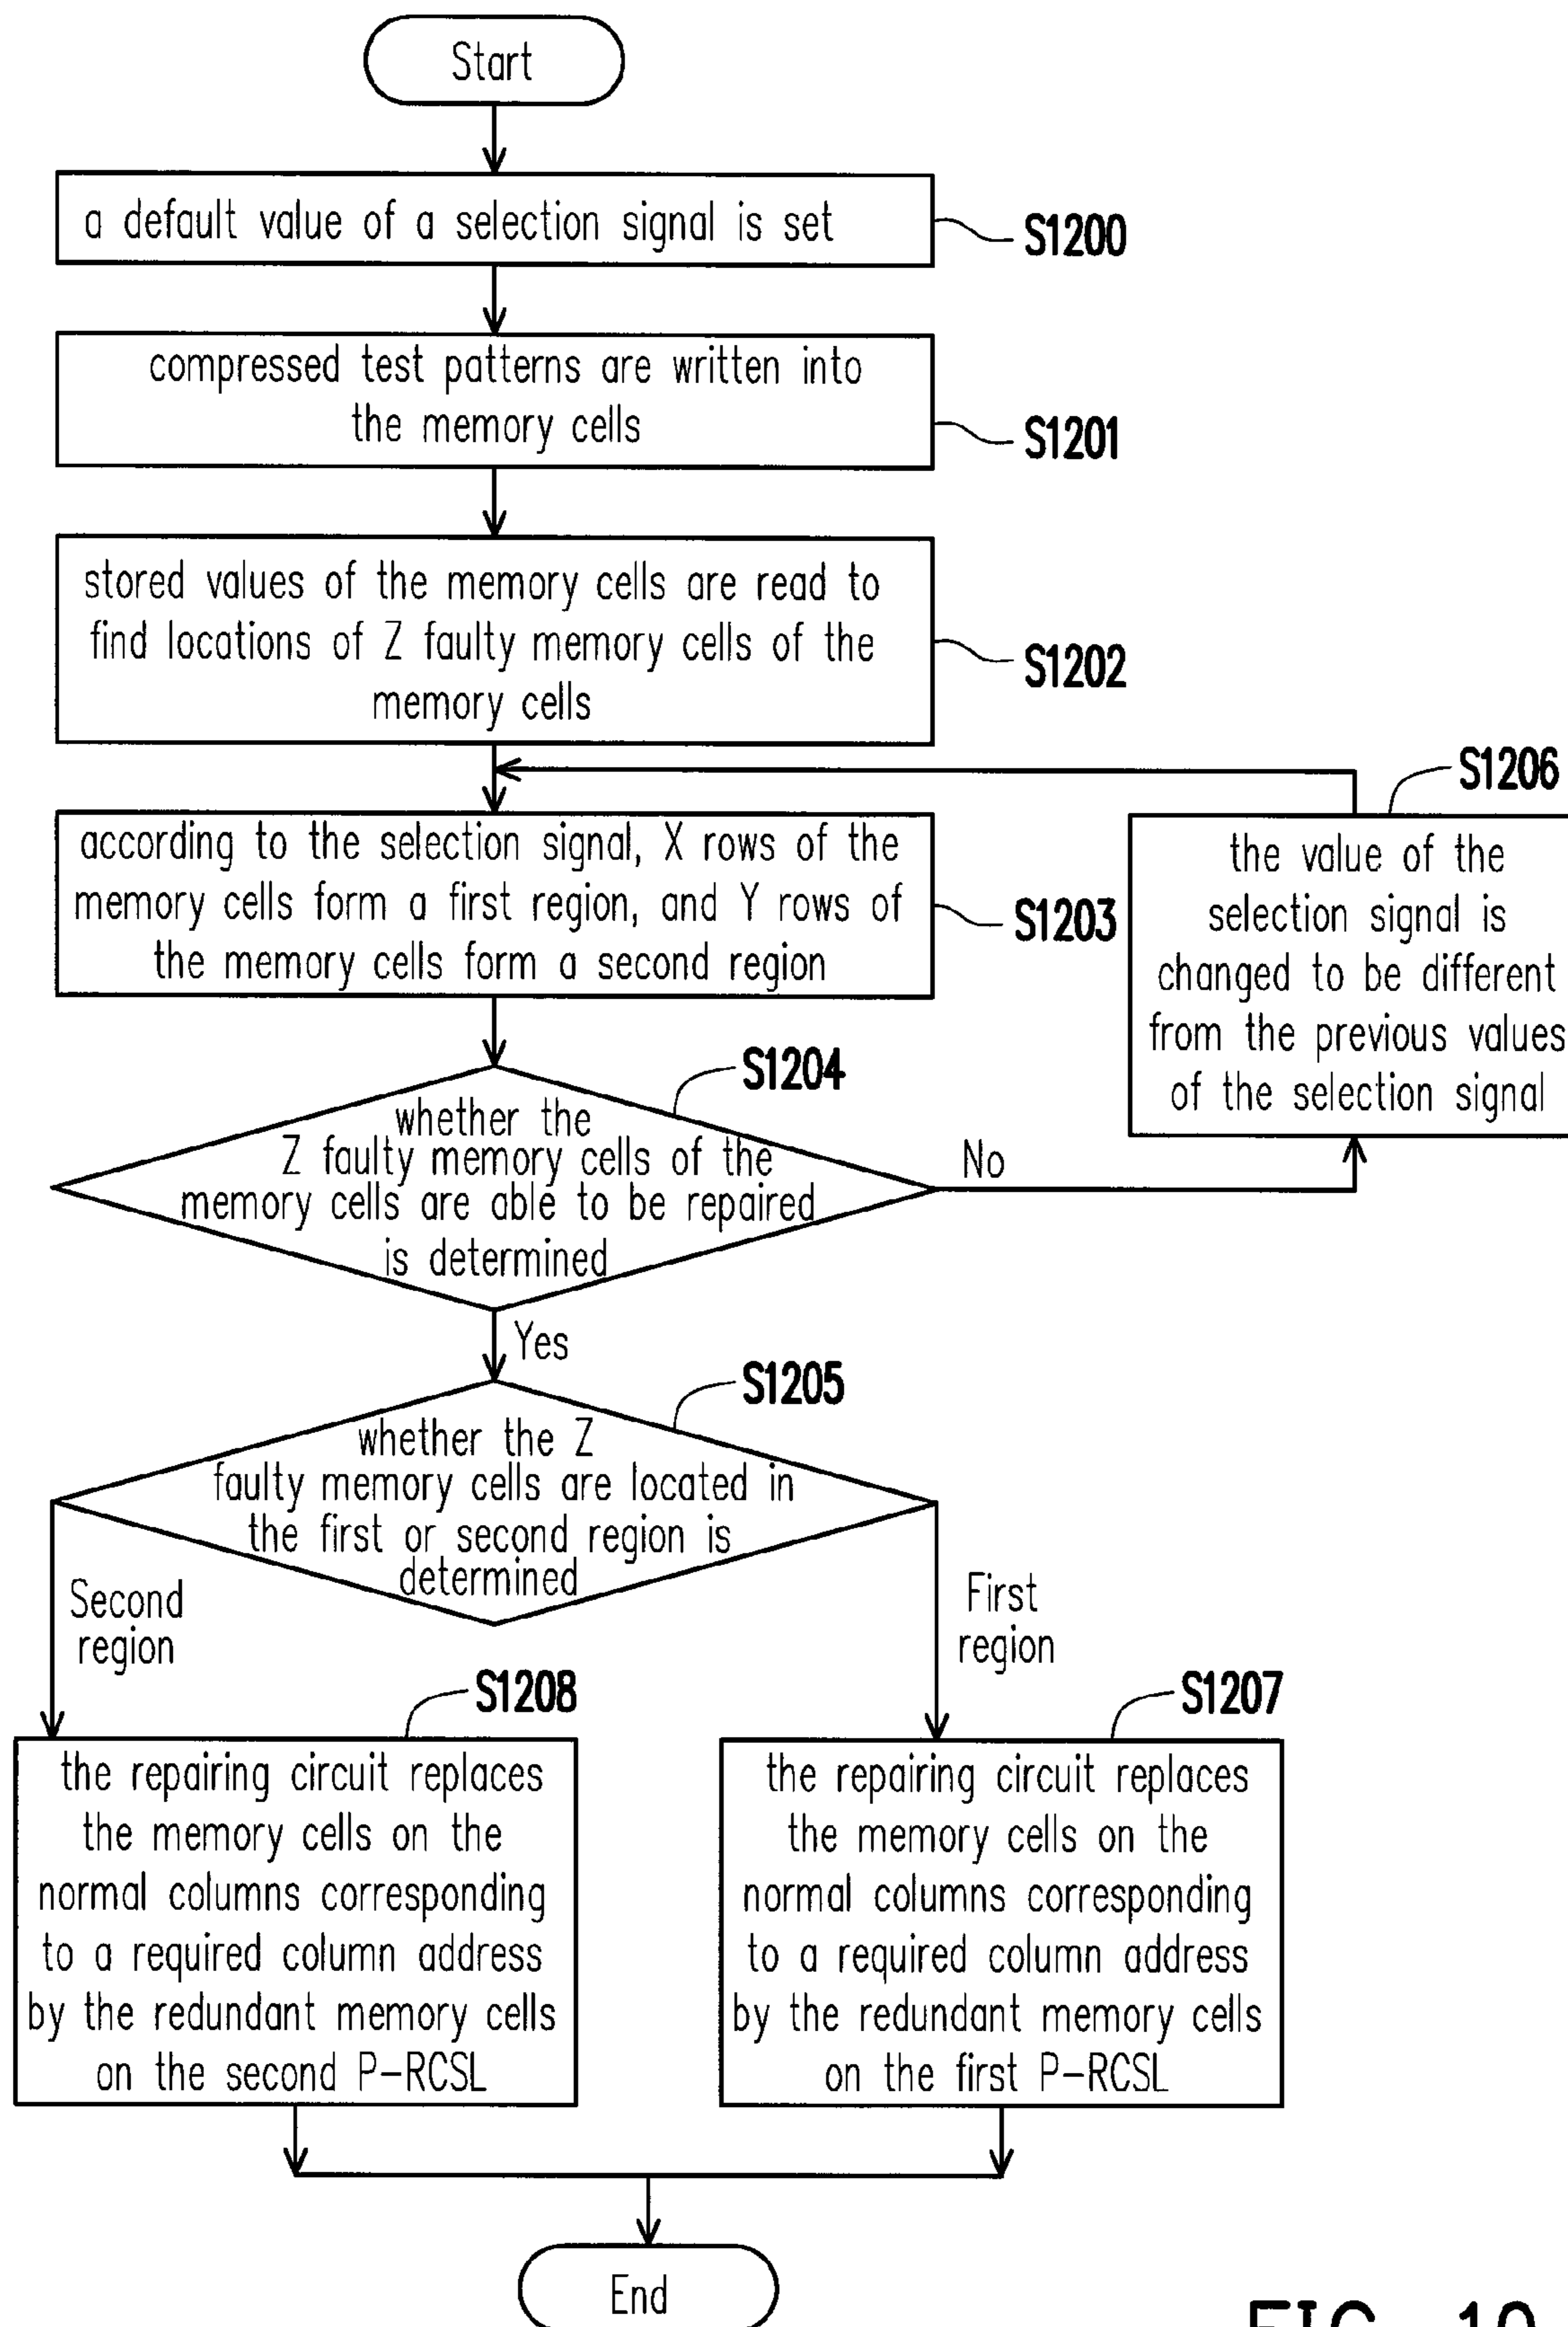 Start
a default value of a selection signal is set
S1200
compressed test patterns are written into
the memory cells
S1201
stored values of the memory cells are read to
find locations of Z faulty memory cells of the
memory cells
S1202
S1206
according to the selection signal, X rows of the
memory cells form a first region, and Y rows of
the memory cells form a second region
S1203
the value of the
selection signal is
changed to be different
from the previous values
of the selection signal
S1204
whether the
Z faulty memory cells of the
memory cells are able to be repaired
is determined
No
Yes
S1205
whether the Z
faulty memory cells are located in
the first or second region is
determined
Second
region
First
region
S1208
the repairing circuit replaces
the memory cells on the
normal columns corresponding
to a required column address
by the redundant memory cells
on the second P-RCSL
S1207
the repairing circuit replaces
the memory cells on the
normal columns corresponding
to a required column address
by the redundant memory cells
on the first P-RCSL
End